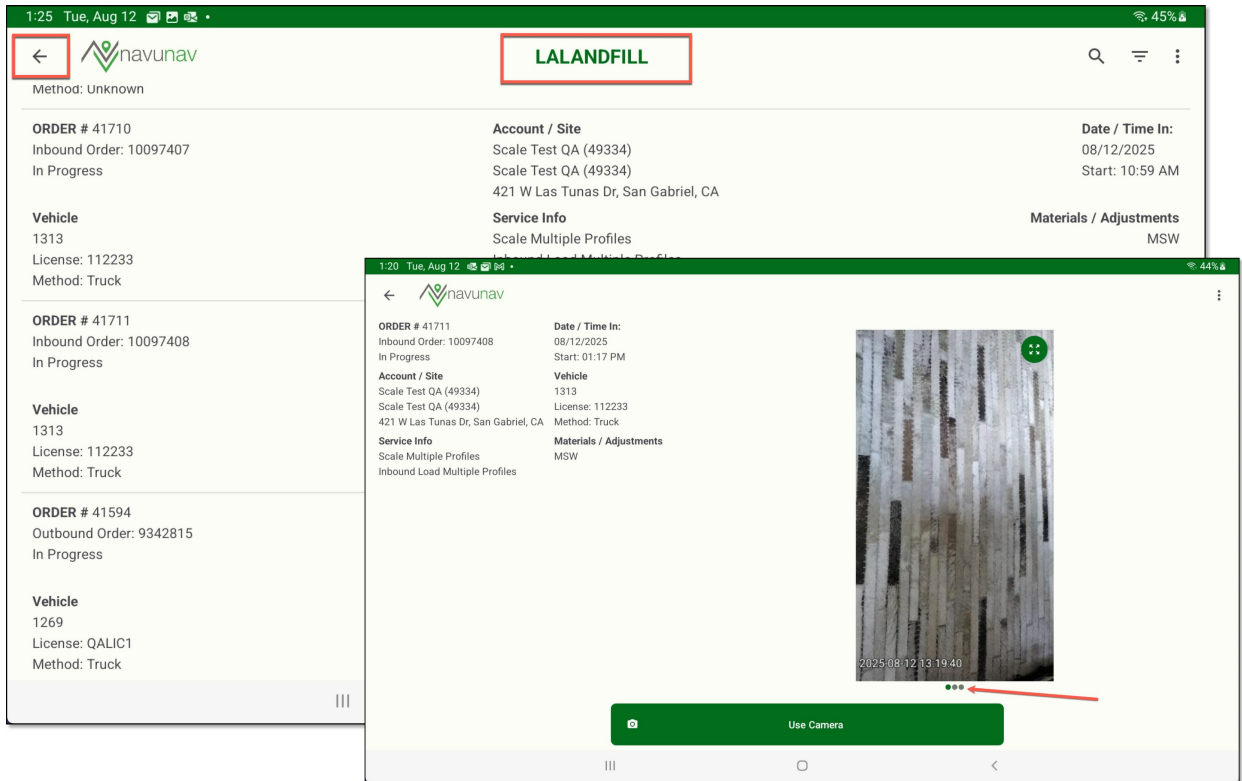 1:25 Tue, Aug 12
45%
navunav
LALANDFILL
Method: Unknown
ORDER # 41710
Inbound Order: 10097407
In Progress
Account / Site
Scale Test QA (49334)
Scale Test QA (49334)
421 W Las Tunas Dr, San Gabriel, CA
Date / Time In:
08/12/2025
Start: 10:59 AM
Vehicle
1313
License: 112233
Method: Truck
Service Info
Scale Multiple Profiles
Inbound Load Multiple Profiles
Materials / Adjustments
MSW
ORDER # 41711
Inbound Order: 10097408
In Progress
Vehicle
1313
License: 112233
Method: Truck
ORDER # 41594
Outbound Order: 9342815
In Progress
Vehicle
1269
License: QALIC1
Method: Truck
1:20 Tue, Aug 12
44%
navunav
ORDER # 41711
Inbound Order: 10097408
In Progress
Date / Time In:
08/12/2025
Start: 01:17 PM
Account / Site
Scale Test QA (49334)
Scale Test QA (49334)
421 W Las Tunas Dr, San Gabriel, CA
Vehicle
1313
License: 112233
Method: Truck
Service Info
Scale Multiple Profiles
Inbound Load Multiple Profiles
Materials / Adjustments
MSW
2025-08-12 13:19:40
Use Camera